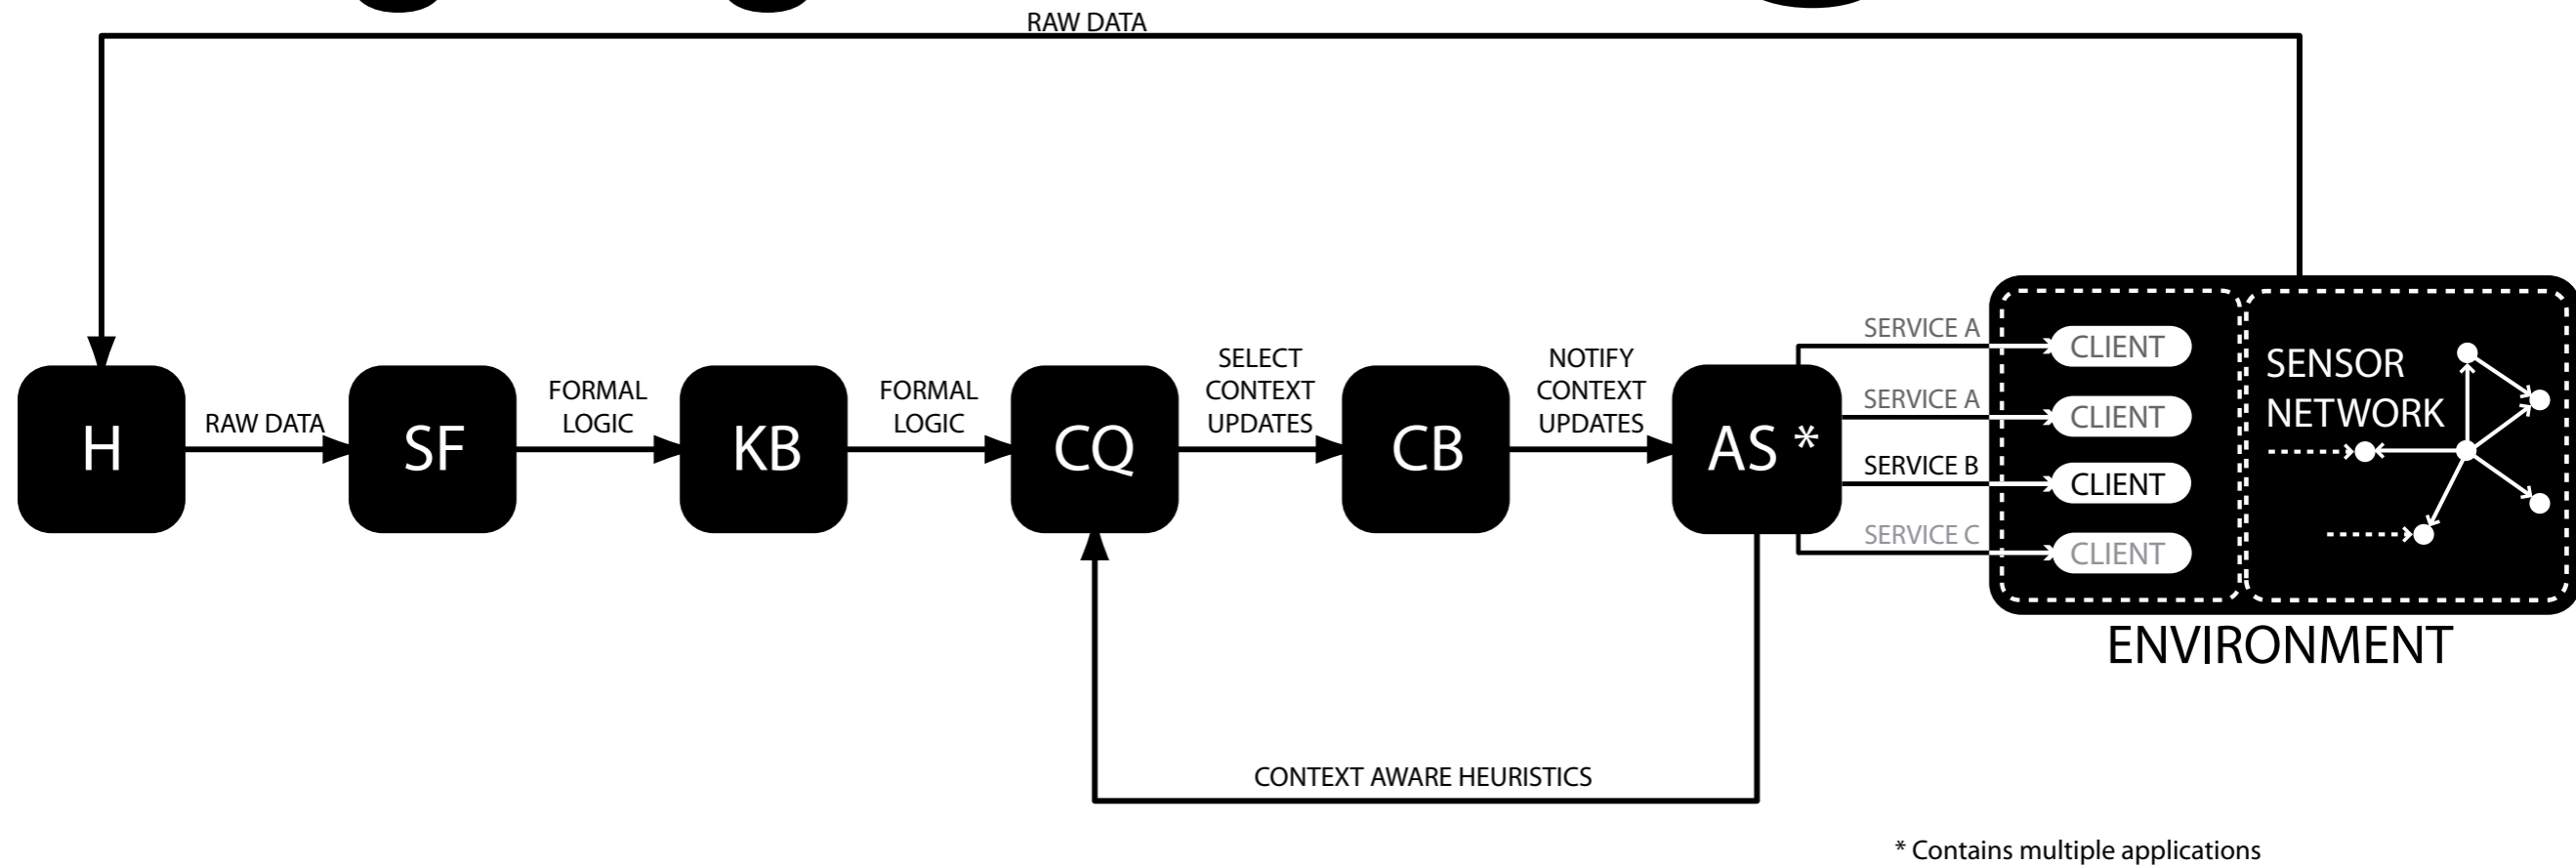 RAW DATA
H
RAW DATA
SF
FORMAL
LOGIC
KB
FORMAL
LOGIC
CQ
SELECT
CONTEXT
UPDATES
CB
NOTIFY
CONTEXT
UPDATES
AS *
SERVICE A
SERVICE A
SERVICE B
SERVICE C
CLIENT
CLIENT
CLIENT
CLIENT
SENSOR
NETWORK
ENVIRONMENT
CONTEXT AWARE HEURISTICS
* Contains multiple applications